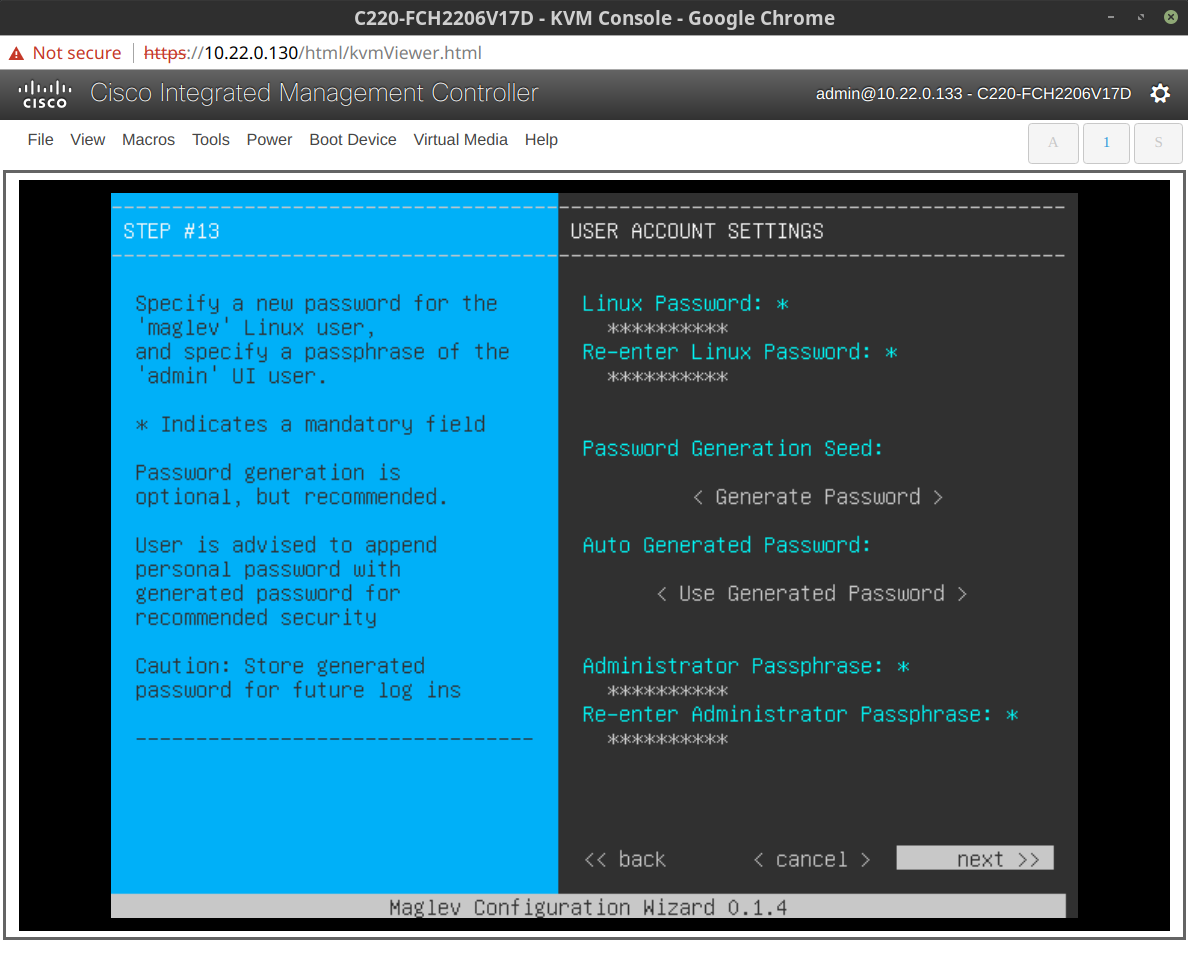 C220-FCH2206V17D - KVM Console - Google Chrome
Not secure https://10.22.0.130/html/kvmViewer.html
CISCO Cisco Integrated Management Controller admin@10.22.0.133 - C220-FCH2206V17D
File View Macros Tools Power Boot Device Virtual Media Help A 1 S
STEP #13
Specify a new password for the
'maglev' Linux user,
and specify a passphrase of the
'admin' UI user.
* Indicates a mandatory field
Password generation is
optional, but recommended.
User is advised to append
personal password with
generated password for
recommended security
Caution: Store generated
password for future log ins
USER ACCOUNT SETTINGS
Linux Password: *
**********
Re-enter Linux Password: *
**********
Password Generation Seed:
< Generate Password >
Auto Generated Password:
< Use Generated Password >
Administrator Passphrase: *
**********
Re-enter Administrator Passphrase: *
**********
<< back < cancel > next >>
Maglev Configuration Wizard 0.1.4